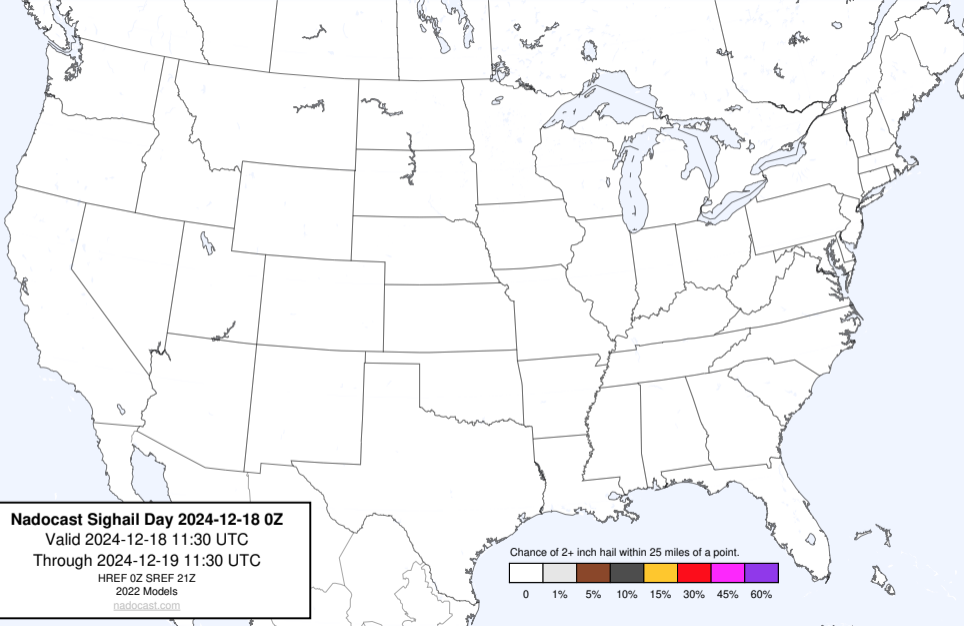 Nadocast Sighail Day 2024-12-18 0Z
Valid 2024-12-18 11:30 UTC
Through 2024-12-19 11:30 UTC
HREF 0Z SREF 21Z
2022 Models
nadocast.com
Chance of 2+ inch hail within 25 miles of a point.
0 1% 5% 10% 15% 30% 45% 60%